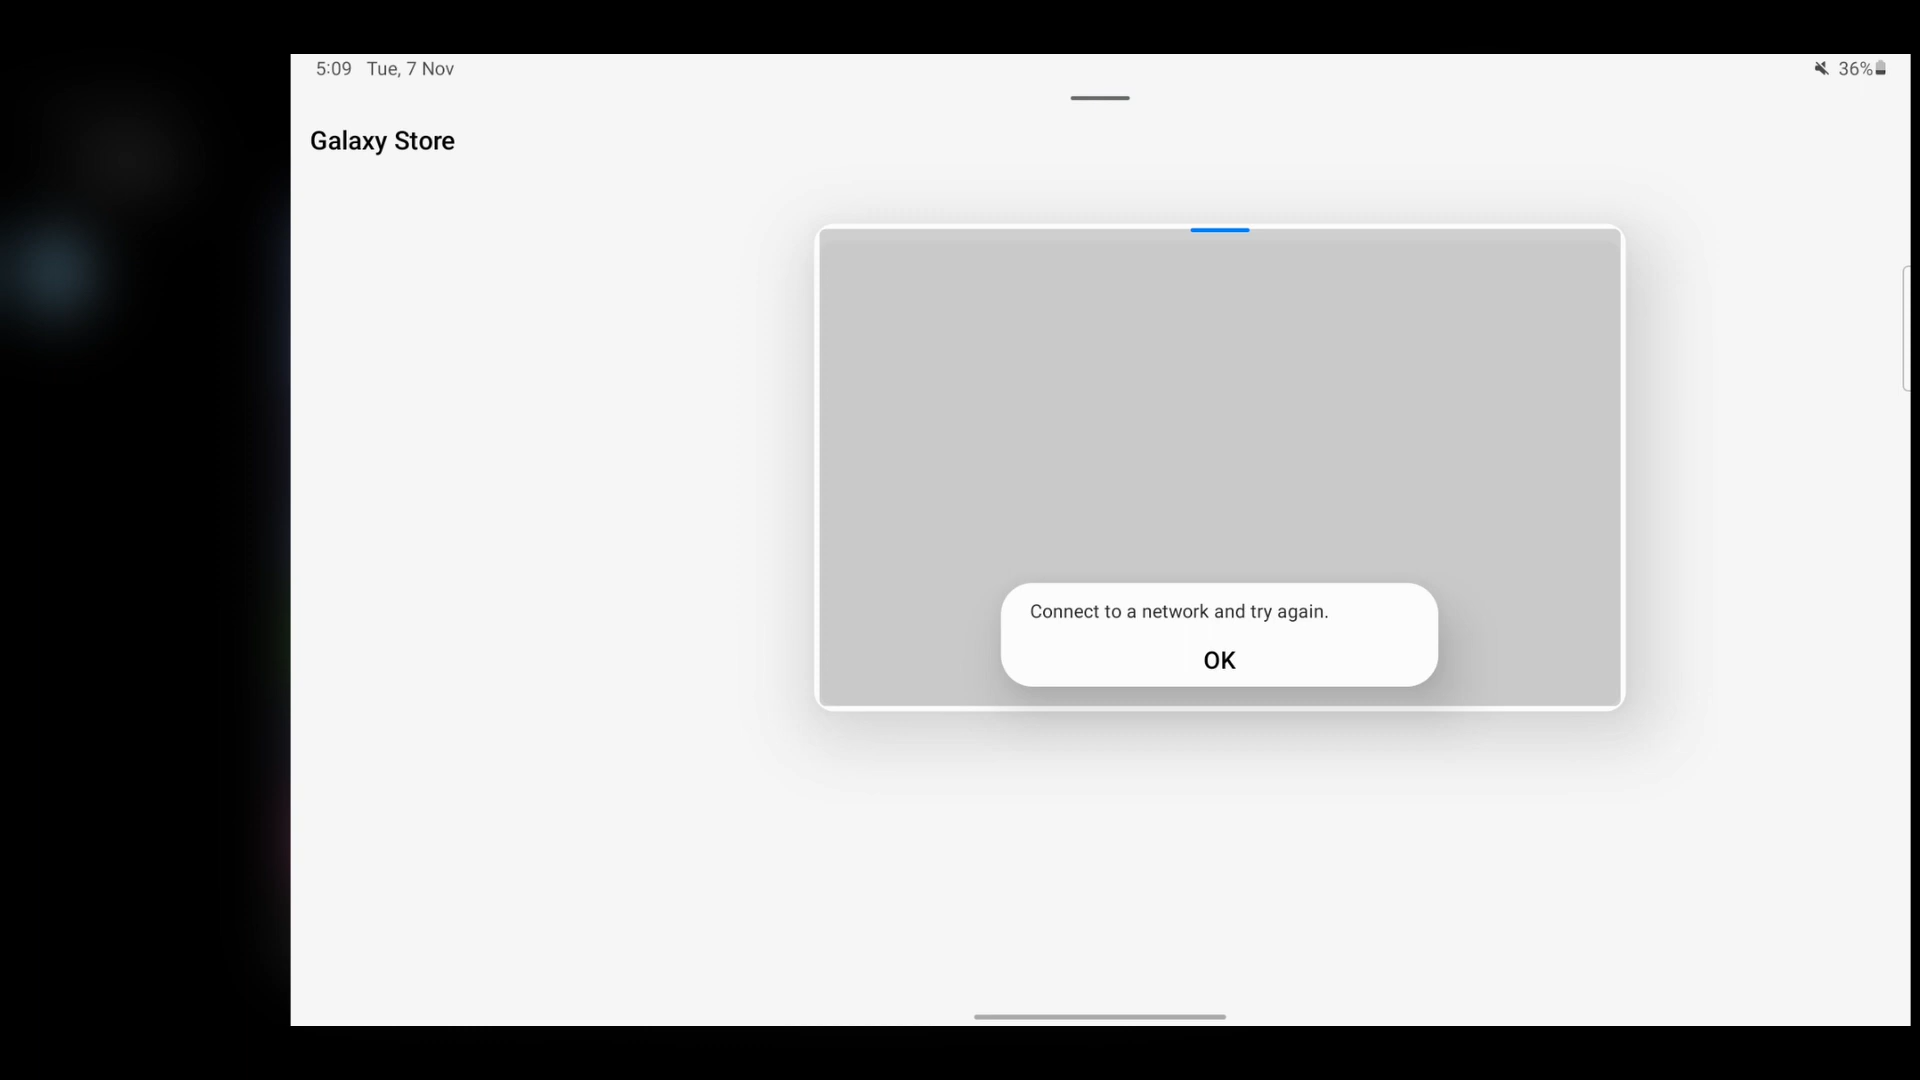 5:09 Tue, 7 Nov
36%
Galaxy Store
Connect to a network and try again.
OK